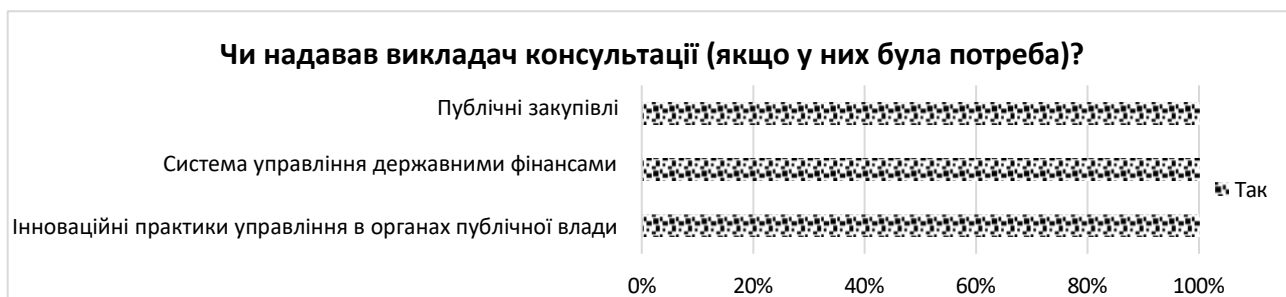 Чи надавав викладач консультації (якщо у них була потреба)?
Публічні закупівлі
Система управління державними фінансами
Інноваційні практики управління в органах публічної влади
Так
0% 20% 40% 60% 80% 100%